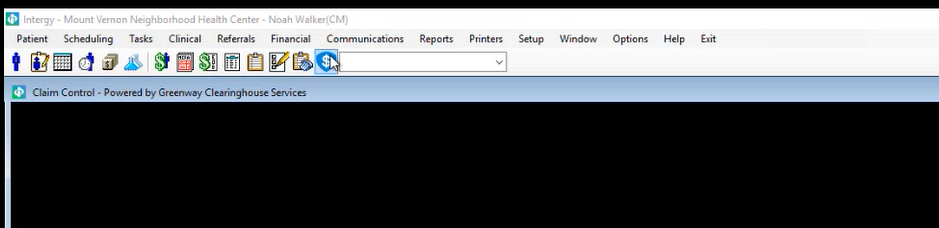 Intergy - Mount Vernon Neighborhood Health Center - Noah Walker(CM)
Patient Scheduling Tasks Clinical Referrals Financial Communications Reports Printers Setup Window Options Help Exit
Claim Control - Powered by Greenway Clearinghouse Services